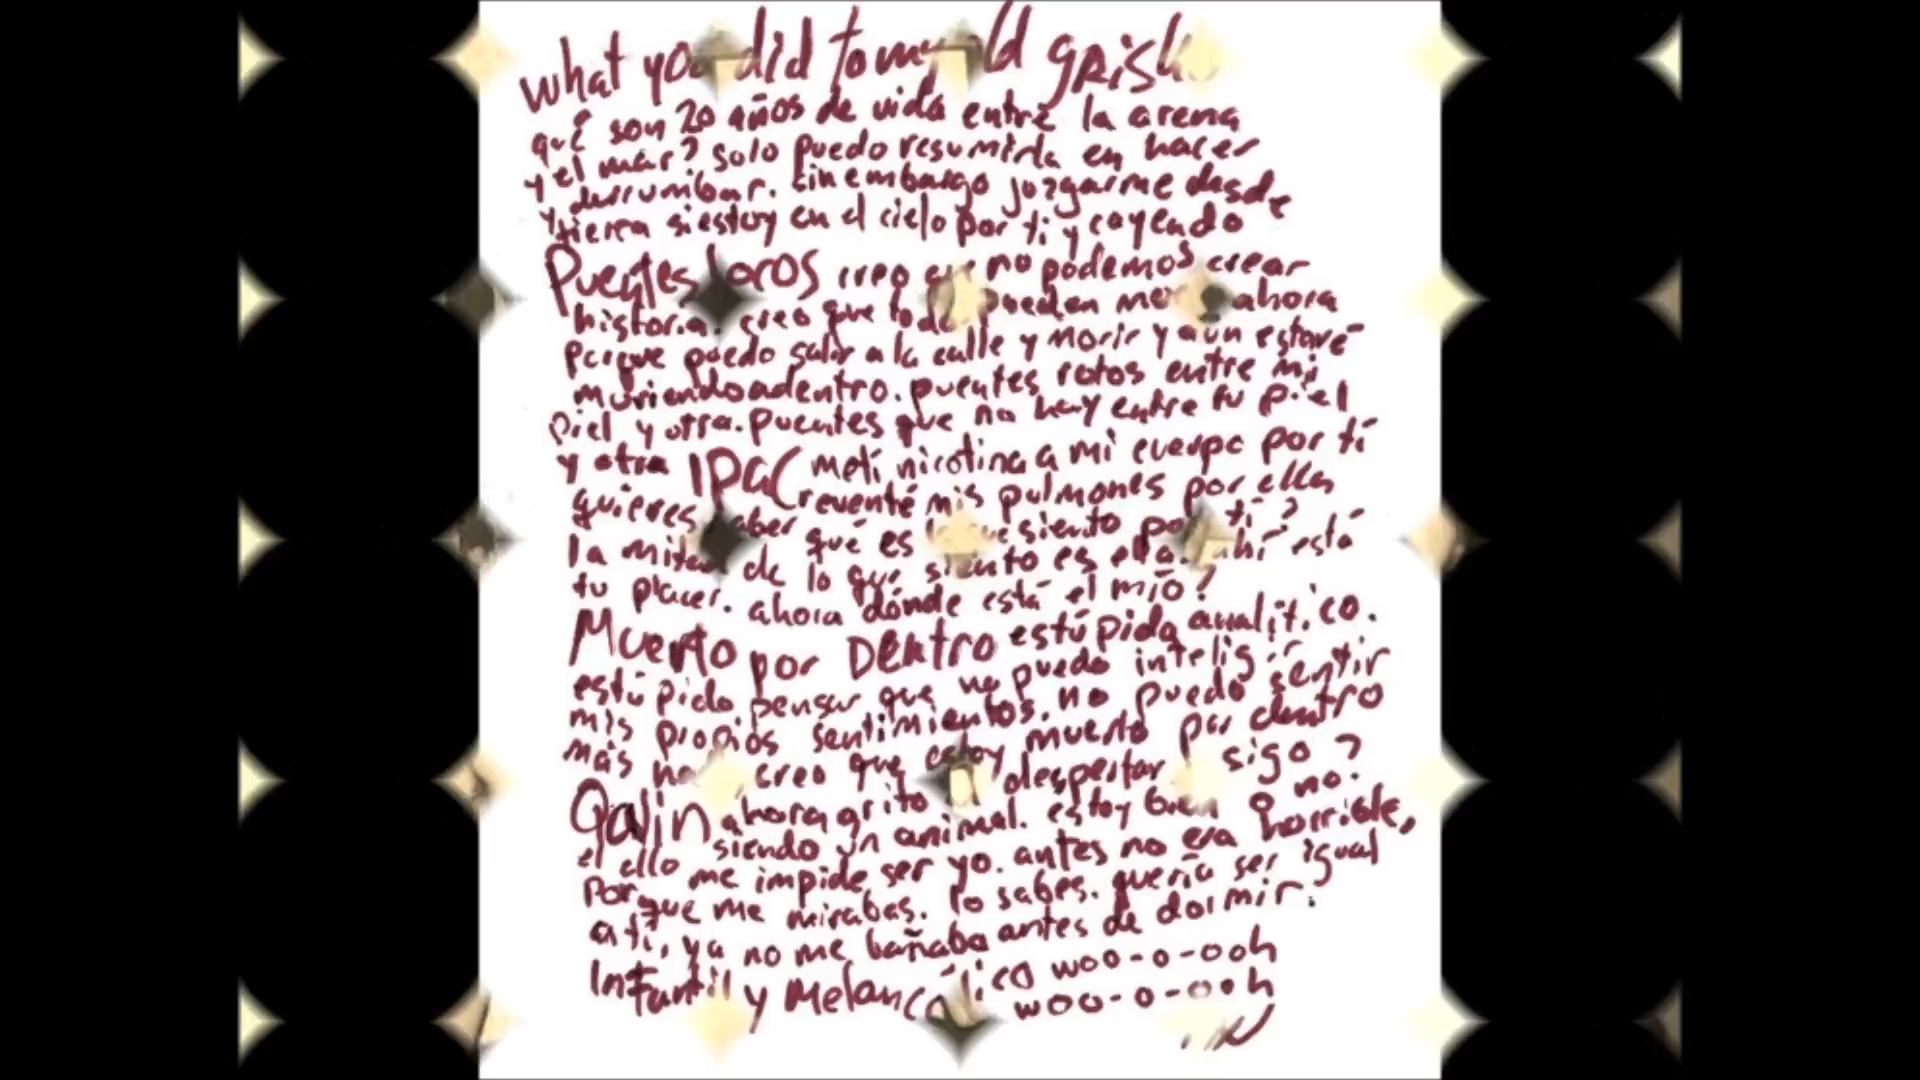 what you did to my old
qué son 20 años de vida entre la arena
y el mar? solo puedo resumirla en hacer
y derrumbar. Sin embargo juzgarme desde
tierra si estoy en el cielo por ti y cayendo
Puentes locos creo que no podemos crear
historia. creo que todo pueden ahora
porque puedo salir a la calle y morir y aún estaré
muriendo adentro. puentes rotos entre mi
piel y otra. puentes que no hay entre tu piel
y otra IPA( metí nicotina a mi cuerpo por ti
reventé mis pulmones por ella
quieres saber qué es lo que siento por ti?
la mitad de lo que siento es ella. ahí está
tu placer. ahora dónde está el mío?
Muerto por Dentro estúpido analítico.
estúpido. pensar que no puedo inteligir
mis propios sentimientos. no puedo sentir
más nada creo que estoy muerto por dentro
ahora grito despertar sigo?
siendo un animal. estoy bien o no.
el ello me impide ser yo. antes no era horrible,
porque me mirabas. lo sabes. quería ser igual
a ti, ya no me bañaba antes de dormir.
Infantil y Melancólico woo-o-ooh
woo-o-ooh